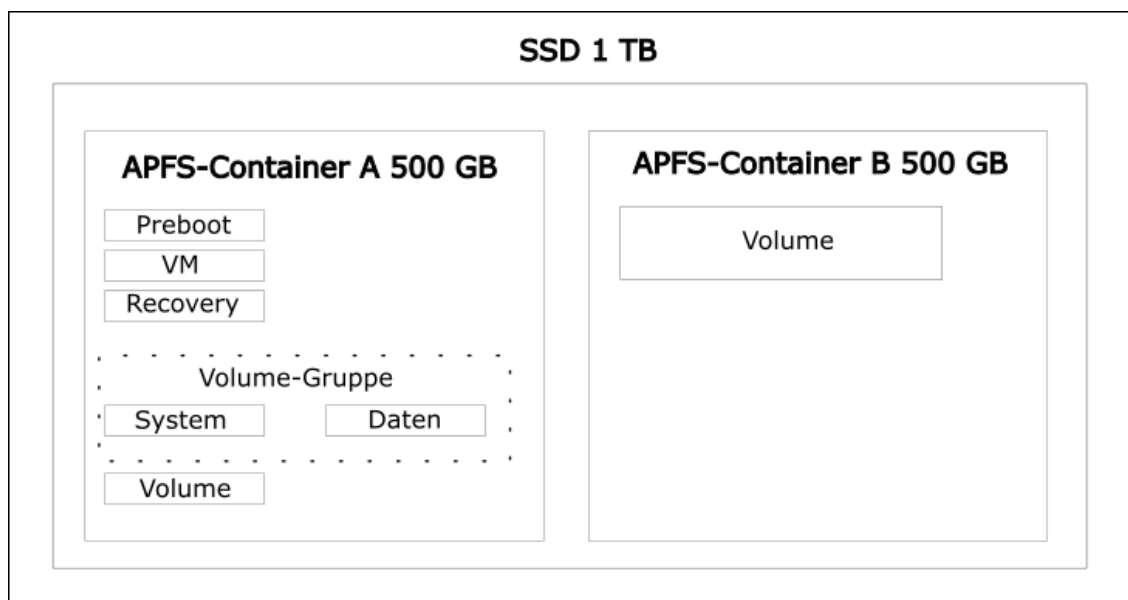 SSD 1 TB
APFS-Container A 500 GB
Preboot
VM
Recovery
Volume-Gruppe
System
Daten
Volume
APFS-Container B 500 GB
Volume